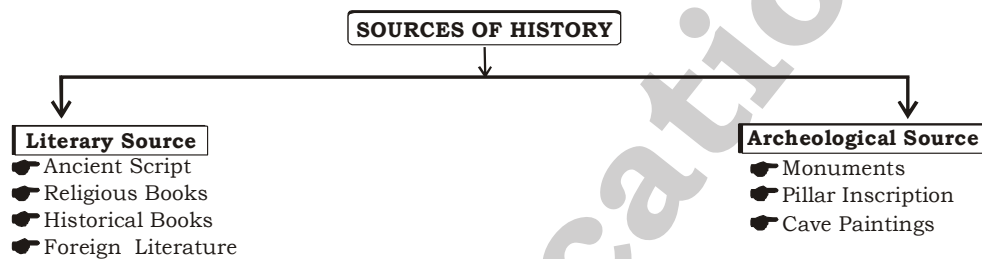 SOURCES OF HISTORY
Literary Source
Ancient Script
Religious Books
Historical Books
Foreign Literature
Archeological Source
Monuments
Pillar Inscription
Cave Paintings